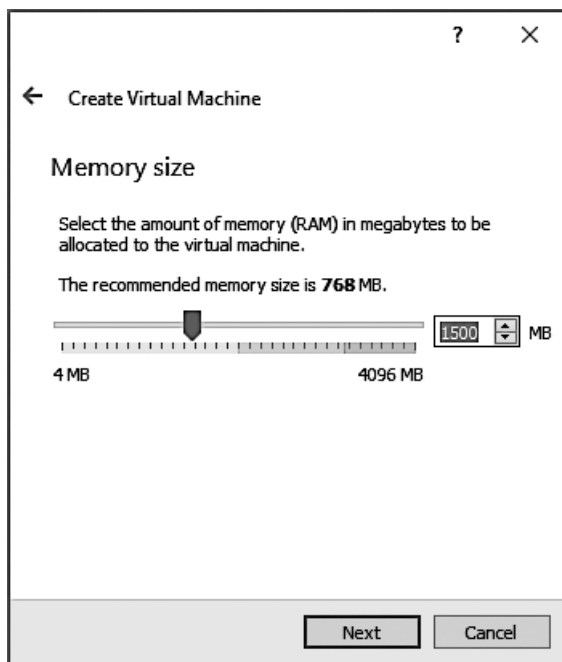 ?
Create Virtual Machine
Memory size
Select the amount of memory (RAM) in megabytes to be
allocated to the virtual machine.
The recommended memory size is 768 MB.
1500 MB
4 MB 4096 MB
Next Cancel